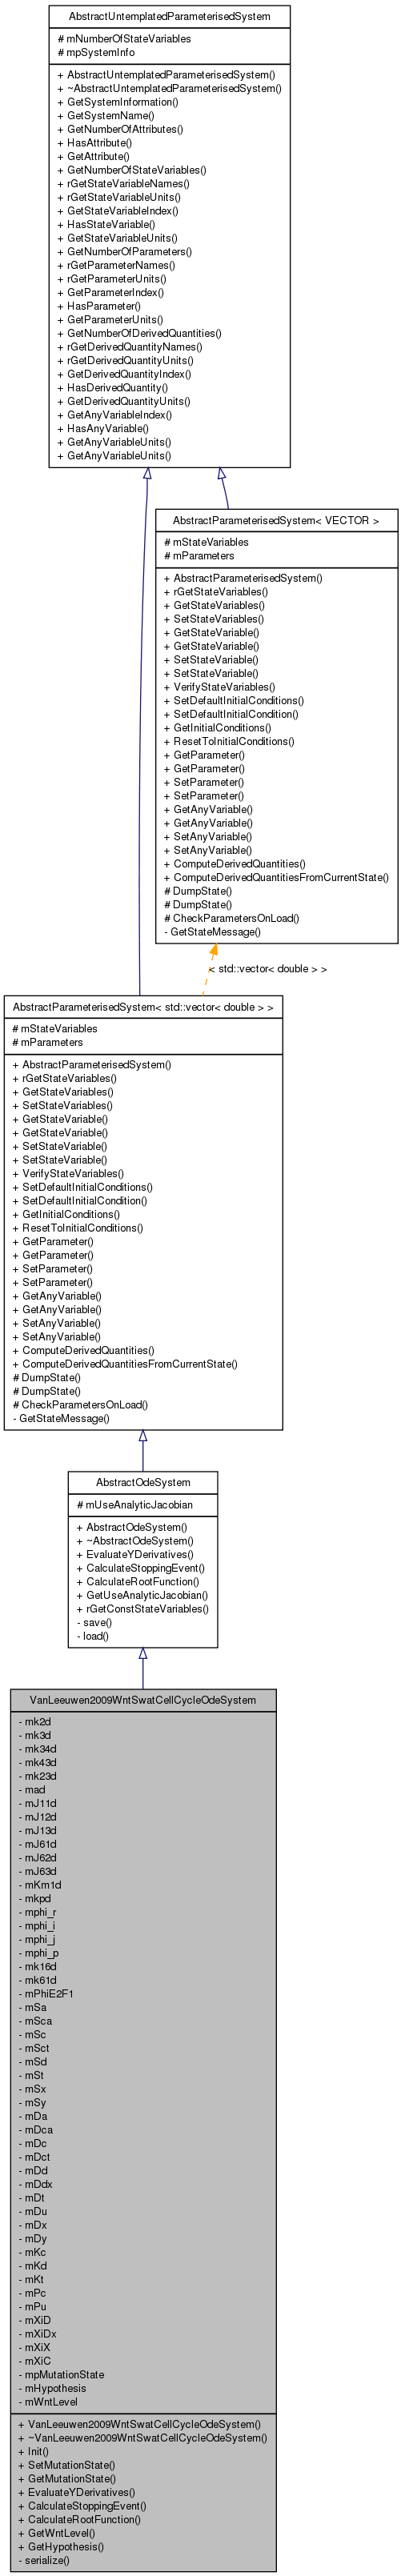 AbstractUntemplatedParameterisedSystem
# mNumberOfStateVariables
# mpSystemInfo
+ AbstractUntemplatedParameterisedSystem()
+ ~AbstractUntemplatedParameterisedSystem()
+ GetSystemInformation()
+ GetSystemName()
+ GetNumberOfAttributes()
+ HasAttribute()
+ GetAttribute()
+ GetNumberOfStateVariables()
+ rGetStateVariableNames()
+ rGetStateVariableUnits()
+ GetStateVariableIndex()
+ HasStateVariable()
+ GetStateVariableUnits()
+ GetNumberOfParameters()
+ rGetParameterNames()
+ rGetParameterUnits()
+ GetParameterIndex()
+ HasParameter()
+ GetParameterUnits()
+ GetNumberOfDerivedQuantities()
+ rGetDerivedQuantityNames()
+ rGetDerivedQuantityUnits()
+ GetDerivedQuantityIndex()
+ HasDerivedQuantity()
+ GetDerivedQuantityUnits()
+ GetAnyVariableIndex()
+ HasAnyVariable()
+ GetAnyVariableUnits()
+ GetAnyVariableUnits()
AbstractParameterisedSystem< VECTOR >
# mStateVariables
# mParameters
+ AbstractParameterisedSystem()
+ rGetStateVariables()
+ GetStateVariables()
+ SetStateVariables()
+ GetStateVariable()
+ GetStateVariable()
+ SetStateVariable()
+ SetStateVariable()
+ VerifyStateVariables()
+ SetDefaultInitialConditions()
+ SetDefaultInitialCondition()
+ GetInitialConditions()
+ ResetToInitialConditions()
+ GetParameter()
+ GetParameter()
+ SetParameter()
+ SetParameter()
+ GetAnyVariable()
+ GetAnyVariable()
+ SetAnyVariable()
+ SetAnyVariable()
+ ComputeDerivedQuantities()
+ ComputeDerivedQuantitiesFromCurrentState()
# DumpState()
# DumpState()
# CheckParametersOnLoad()
- GetStateMessage()
< std::vector< double > >
AbstractParameterisedSystem< std::vector< double > >
# mStateVariables
# mParameters
+ AbstractParameterisedSystem()
+ rGetStateVariables()
+ GetStateVariables()
+ SetStateVariables()
+ GetStateVariable()
+ GetStateVariable()
+ SetStateVariable()
+ SetStateVariable()
+ VerifyStateVariables()
+ SetDefaultInitialConditions()
+ SetDefaultInitialCondition()
+ GetInitialConditions()
+ ResetToInitialConditions()
+ GetParameter()
+ GetParameter()
+ SetParameter()
+ SetParameter()
+ GetAnyVariable()
+ GetAnyVariable()
+ SetAnyVariable()
+ SetAnyVariable()
+ ComputeDerivedQuantities()
+ ComputeDerivedQuantitiesFromCurrentState()
# DumpState()
# DumpState()
# CheckParametersOnLoad()
- GetStateMessage()
AbstractOdeSystem
# mUseAnalyticJacobian
+ AbstractOdeSystem()
+ ~AbstractOdeSystem()
+ EvaluateYDerivatives()
+ CalculateStoppingEvent()
+ CalculateRootFunction()
+ GetUseAnalyticJacobian()
+ rGetConstStateVariables()
- save()
- load()
VanLeeuwen2009WntSwatCellCycleOdeSystem
- mk2d
- mk3d
- mk34d
- mk43d
- mk23d
- mad
- mJ11d
- mJ12d
- mJ13d
- mJ61d
- mJ62d
- mJ63d
- mKm1d
- mkpd
- mphi_r
- mphi_i
- mphi_j
- mphi_p
- mk16d
- mk61d
- mPhiE2F1
- mSa
- mSca
- mSc
- mSct
- mSd
- mSt
- mSx
- mSy
- mDa
- mDca
- mDc
- mDct
- mDd
- mDdx
- mDt
- mDu
- mDx
- mDy
- mKc
- mKd
- mKt
- mPc
- mPu
- mXiD
- mXiDx
- mXiX
- mXiC
- mpMutationState
- mHypothesis
- mWntLevel
+ VanLeeuwen2009WntSwatCellCycleOdeSystem()
+ ~VanLeeuwen2009WntSwatCellCycleOdeSystem()
+ Init()
+ SetMutationState()
+ GetMutationState()
+ EvaluateYDerivatives()
+ CalculateStoppingEvent()
+ CalculateRootFunction()
+ GetWntLevel()
+ GetHypothesis()
- serialize()